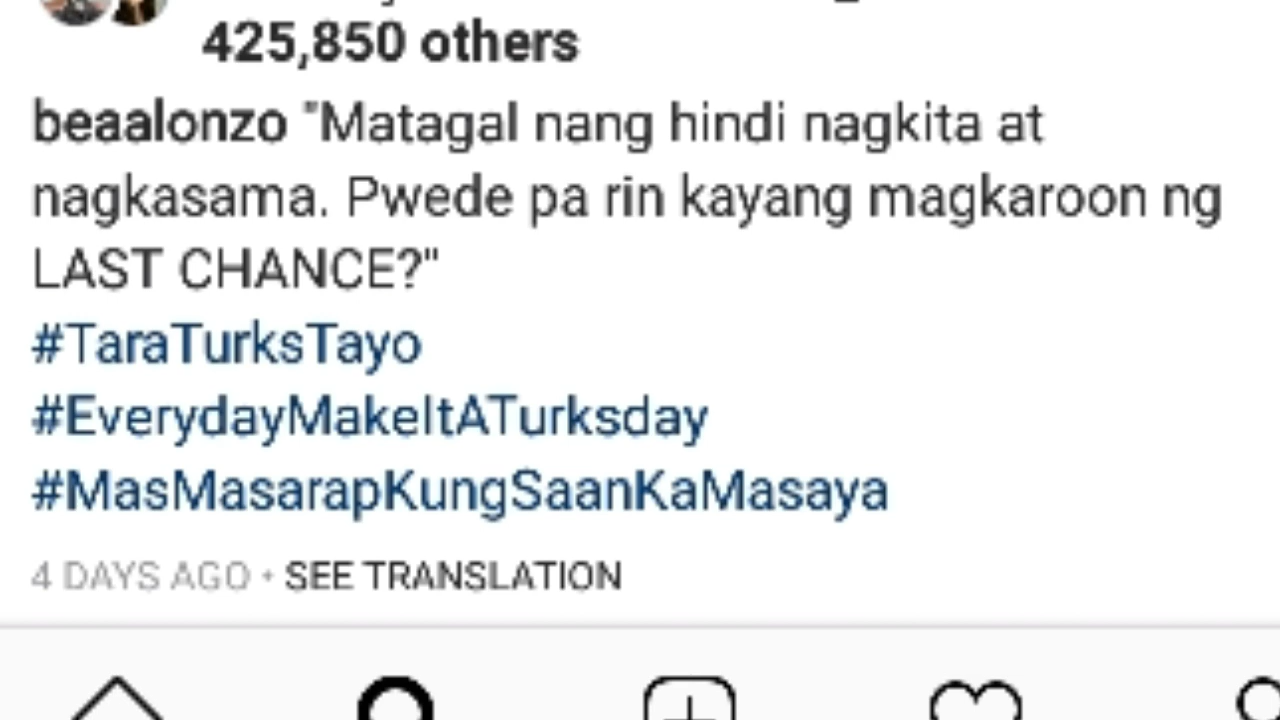 425,850 others
beaalonzo "Matagal nang hindi nagkita at
nagkasama. Pwede pa rin kayang magkaroon ng
LAST CHANCE?"
#TaraTurksTayo
#EverydayMakeItATurksday
#MasMasarapKungSaanKaMasaya
4 DAYS AGO • SEE TRANSLATION